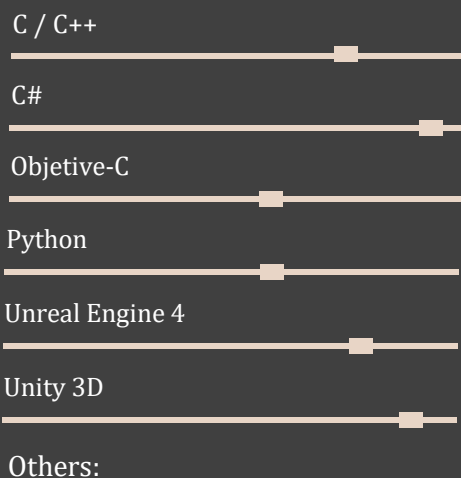 C / C++
C#
Objetive-C
Python
Unreal Engine 4
Unity 3D
Others: